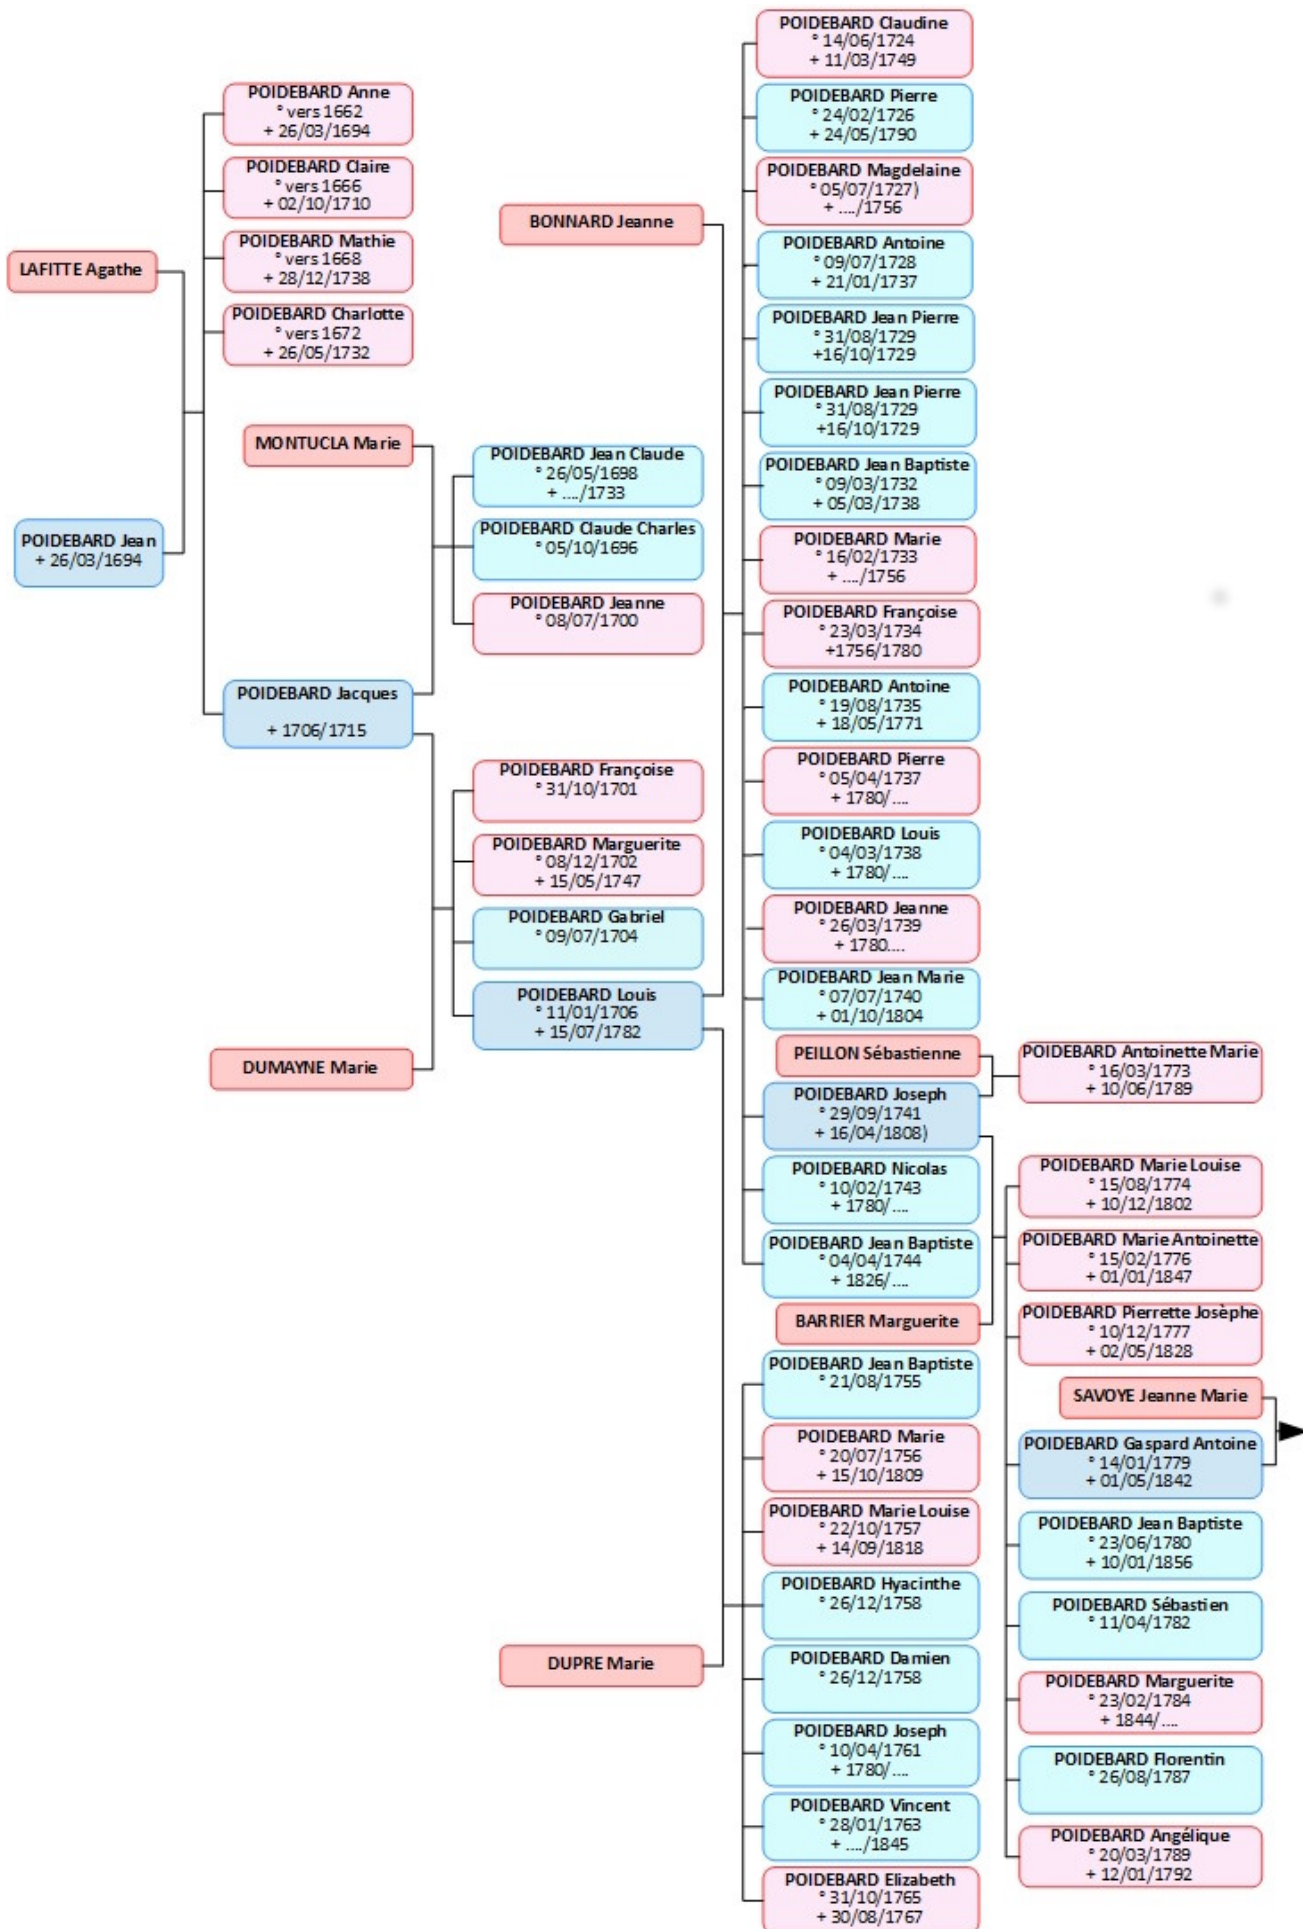 LAFITTE Agathe
POIDEBARD Jean
+ 26/03/1694
POIDEBARD Anne
° vers 1662
+ 26/03/1694
POIDEBARD Claire
° vers 1666
+ 02/10/1710
POIDEBARD Mathie
° vers 1668
+ 28/12/1738
POIDEBARD Charlotte
° vers 1672
+ 26/05/1732
MONTUCLA Marie
POIDEBARD Jacques
+ 1706/1715
DUMAYNE Marie
BONNARD Jeanne
POIDEBARD Jean Claude
° 26/05/1698
+ ..../1733
POIDEBARD Claude Charles
° 05/10/1696
POIDEBARD Jeanne
° 08/07/1700
POIDEBARD Françoise
° 31/10/1701
POIDEBARD Marguerite
° 08/12/1702
+ 15/05/1747
POIDEBARD Gabriel
° 09/07/1704
POIDEBARD Louis
° 11/01/1706
+ 15/07/1782
DUPRE Marie
POIDEBARD Claudine
° 14/06/1724
+ 11/03/1749
POIDEBARD Pierre
° 24/02/1726
+ 24/05/1790
POIDEBARD Magdelaine
° 05/07/1727)
+ ..../1756
POIDEBARD Antoine
° 09/07/1728
+ 21/01/1737
POIDEBARD Jean Pierre
° 31/08/1729
+16/10/1729
POIDEBARD Jean Pierre
° 31/08/1729
+16/10/1729
POIDEBARD Jean Baptiste
° 09/03/1732
+ 05/03/1738
POIDEBARD Marie
° 16/02/1733
+ ..../1756
POIDEBARD Françoise
° 23/03/1734
+1756/1780
POIDEBARD Antoine
° 19/08/1735
+ 18/05/1771
POIDEBARD Pierre
° 05/04/1737
+ 1780/....
POIDEBARD Louis
° 04/03/1738
+ 1780/....
POIDEBARD Jeanne
° 26/03/1739
+ 1780....
POIDEBARD Jean Marie
° 07/07/1740
+ 01/10/1804
PEILLON Sébastienne
POIDEBARD Joseph
° 29/09/1741
+ 16/04/1808)
POIDEBARD Nicolas
° 10/02/1743
+ 1780/....
POIDEBARD Jean Baptiste
° 04/04/1744
+ 1826/....
BARRIER Marguerite
POIDEBARD Jean Baptiste
° 21/08/1755
POIDEBARD Marie
° 20/07/1756
+ 15/10/1809
POIDEBARD Marie Louise
° 22/10/1757
+ 14/09/1818
POIDEBARD Hyacinthe
° 26/12/1758
POIDEBARD Damien
° 26/12/1758
POIDEBARD Joseph
° 10/04/1761
+ 1780/....
POIDEBARD Vincent
° 28/01/1763
+ ..../1845
POIDEBARD Elizabeth
° 31/10/1765
+ 30/08/1767
POIDEBARD Antoinette Marie
° 16/03/1773
+ 10/06/1789
POIDEBARD Marie Louise
° 15/08/1774
+ 10/12/1802
POIDEBARD Marie Antoinette
° 15/02/1776
+ 01/01/1847
POIDEBARD Pierrette Josèphe
° 10/12/1777
+ 02/05/1828
SAVOYE Jeanne Marie
POIDEBARD Gaspard Antoine
° 14/01/1779
+ 01/05/1842
POIDEBARD Jean Baptiste
° 23/06/1780
+ 10/01/1856
POIDEBARD Sébastien
° 11/04/1782
POIDEBARD Marguerite
° 23/02/1784
+ 1844/....
POIDEBARD Florentin
° 26/08/1787
POIDEBARD Angélique
° 20/03/1789
+ 12/01/1792